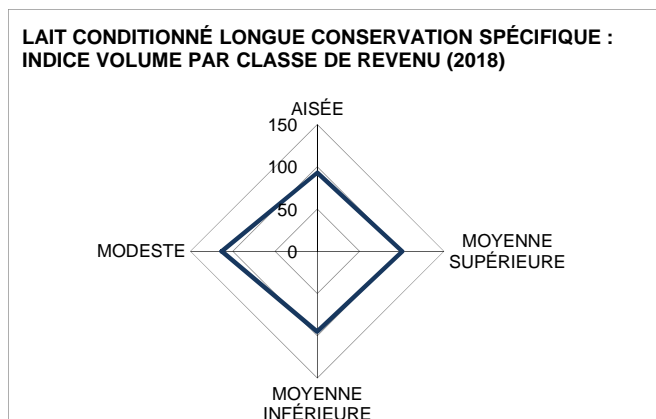 LAIT CONDITIONNÉ LONGUE CONSERVATION SPÉCIFIQUE :
INDICE VOLUME PAR CLASSE DE REVENU (2018)
AISÉE
150
100
50
0
MODESTE
MOYENNE
SUPÉRIEURE
MOYENNE
INFÉRIEURE